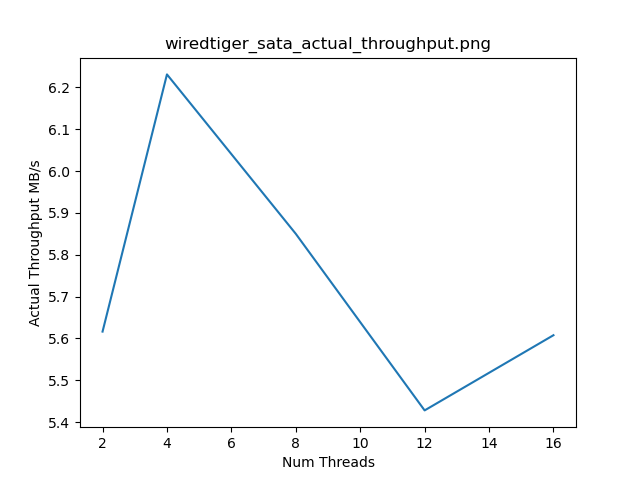 wiredtiger_sata_actual_throughput.png
6.2
6.1
6.0
5.9
5.8
5.7
5.6
5.5
5.4
Actual Throughput MB/s
2 4 6 8 10 12 14 16
Num Threads